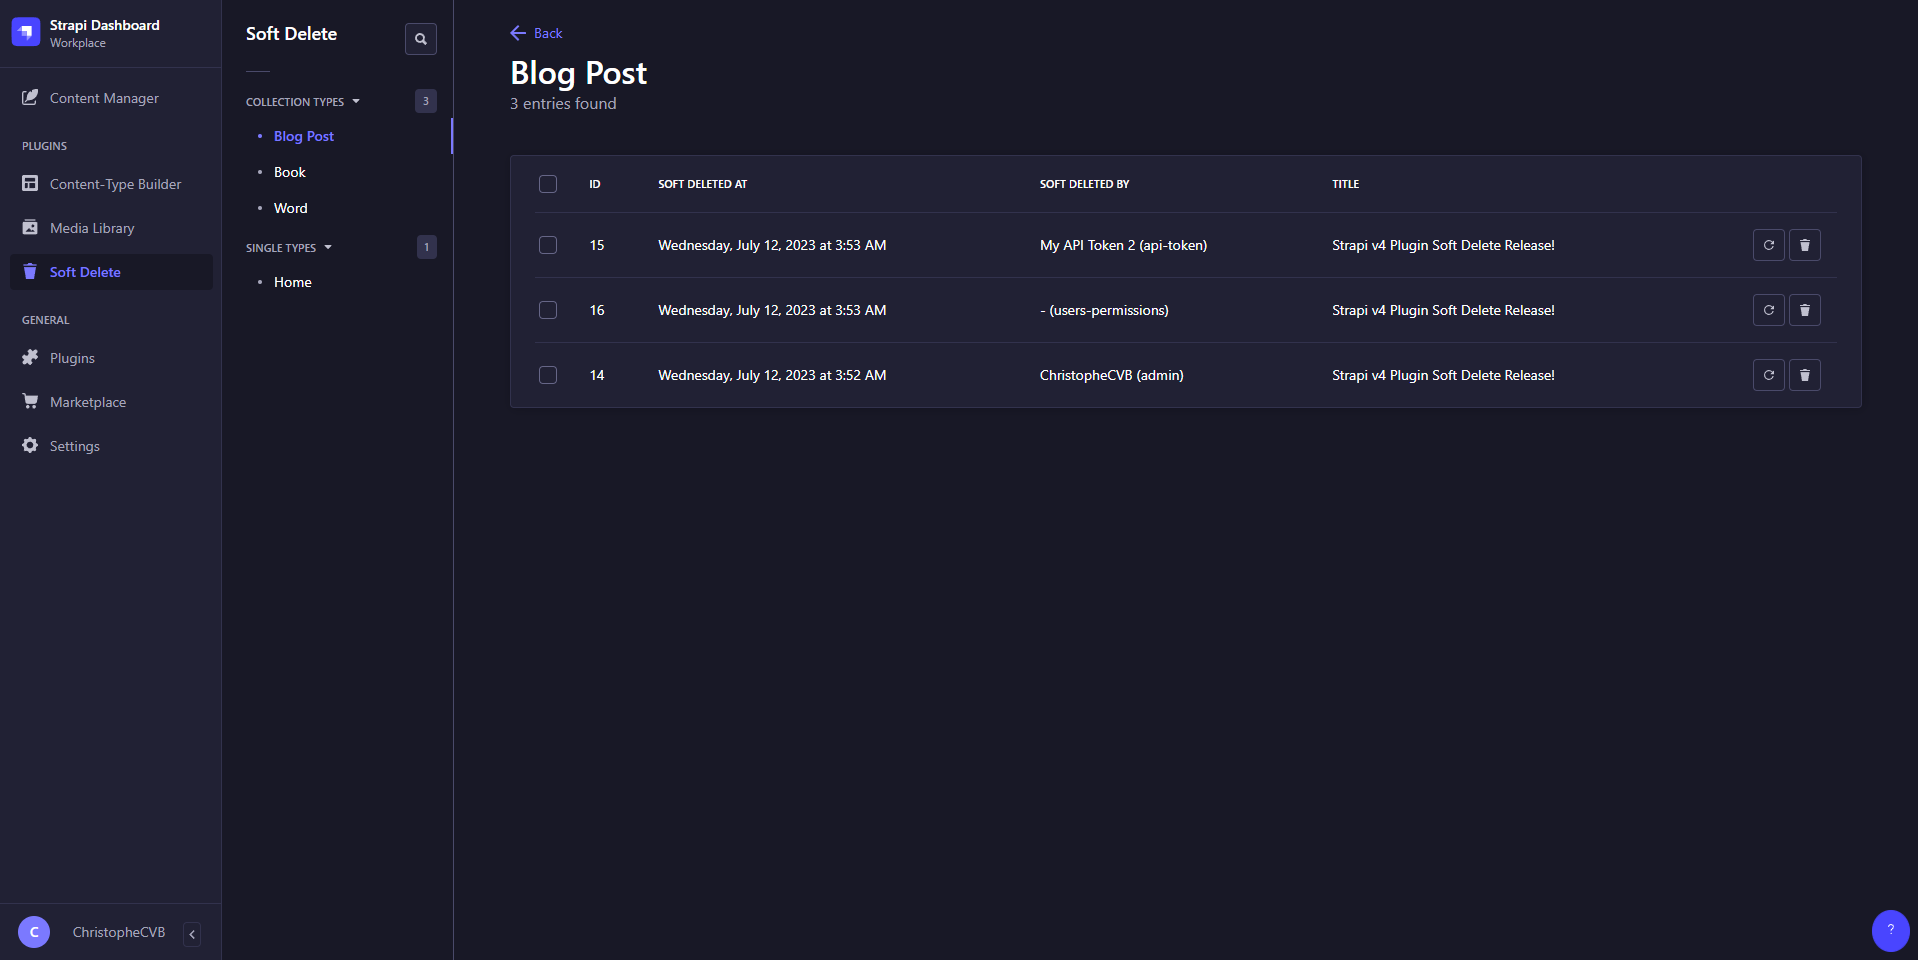 Strapi Dashboard
Workplace
Content Manager
PLUGINS
Content-Type Builder
Media Library
Soft Delete
GENERAL
Plugins
Marketplace
Settings
C ChristopheCVB
Soft Delete
COLLECTION TYPES 3
Blog Post
Book
Word
SINGLE TYPES 1
Home
Back
Blog Post
3 entries found
ID SOFT DELETED AT SOFT DELETED BY TITLE
15 Wednesday, July 12, 2023 at 3:53 AM My API Token 2 (api-token) Strapi v4 Plugin Soft Delete Release!
16 Wednesday, July 12, 2023 at 3:53 AM - (users-permissions) Strapi v4 Plugin Soft Delete Release!
14 Wednesday, July 12, 2023 at 3:52 AM ChristopheCVB (admin) Strapi v4 Plugin Soft Delete Release!
?